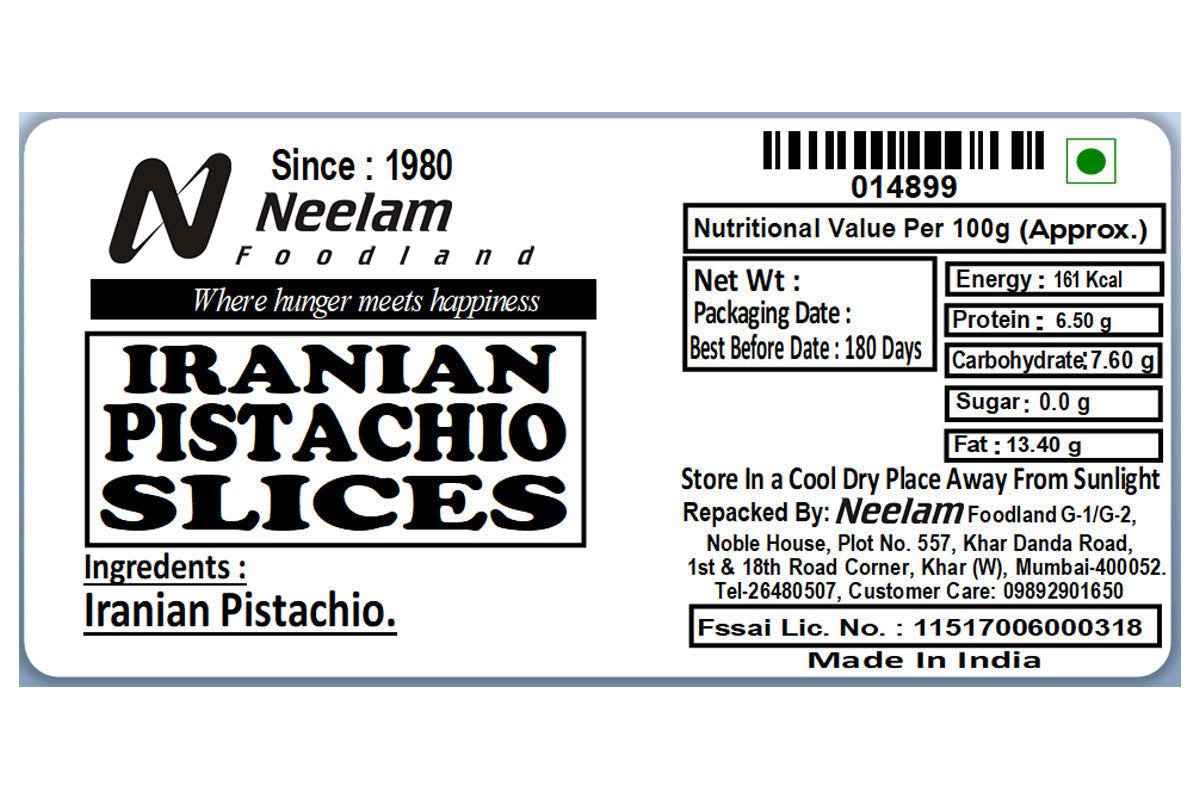 Since : 1980
Neelam
Foodland
Where hunger meets happiness
IRANIAN
PISTACHIO
SLICES
Ingredents :
Iranian Pistachio.
014899
Nutritional Value Per 100g (Approx.)
Net Wt :
Packaging Date :
Best Before Date : 180 Days
Energy : 161 Kcal
Protein : 6.50 g
Carbohydrate:7.60 g
Sugar : 0.0 g
Fat : 13.40 g
Store In a Cool Dry Place Away From Sunlight
Repacked By: Neelam Foodland G-1/G-2,
Noble House, Plot No. 557, Khar Danda Road,
1st & 18th Road Corner, Khar (W), Mumbai-400052.
Tel-26480507, Customer Care: 09892901650
Fssai Lic. No. : 11517006000318
Made In India